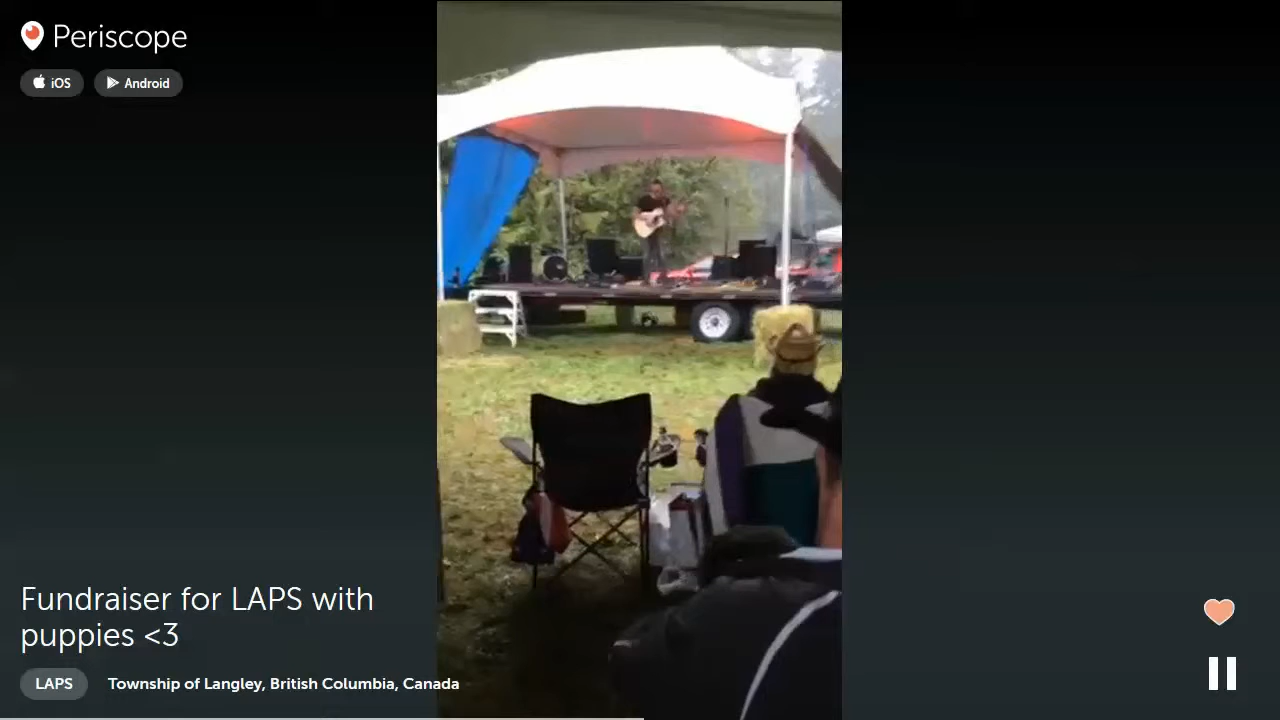 Periscope
iOS
Android
Fundraiser for LAPS with
puppies <3
LAPS
Township of Langley, British Columbia, Canada